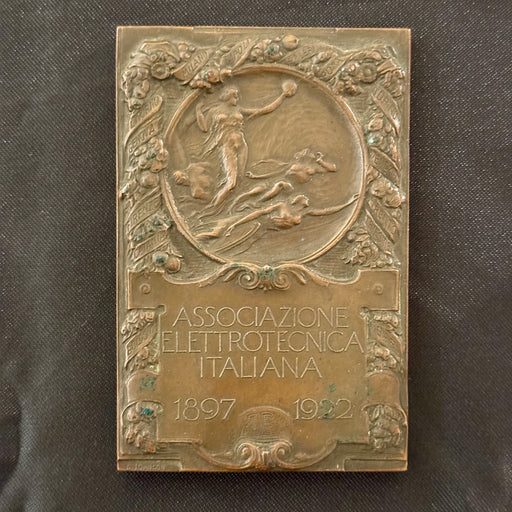 ASSOCIAZIONE
ELETTROTECNICA
ITALIANA
1897 1922